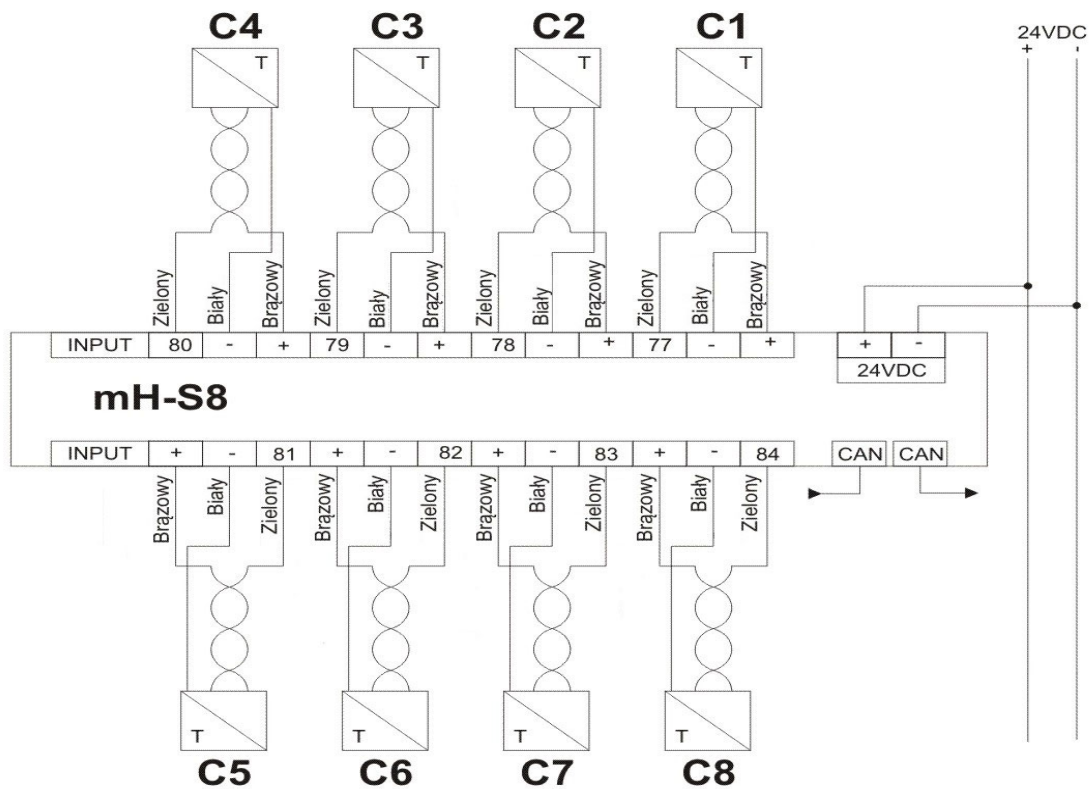 C4 C3 C2 C1
24VDC
+ -
T T T T
Zielony Biały Brązowy Zielony Biały Brązowy Zielony Biały Brązowy Zielony Biały Brązowy
INPUT 80 - + 79 - + 78 - + 77 - + + -
24VDC
mH-S8
INPUT + - 81 + - 82 + - 83 + - 84 CAN CAN
Brązowy Biały Zielony Brązowy Biały Zielony Brązowy Biały Zielony Brązowy Biały Zielony
T T T T
C5 C6 C7 C8